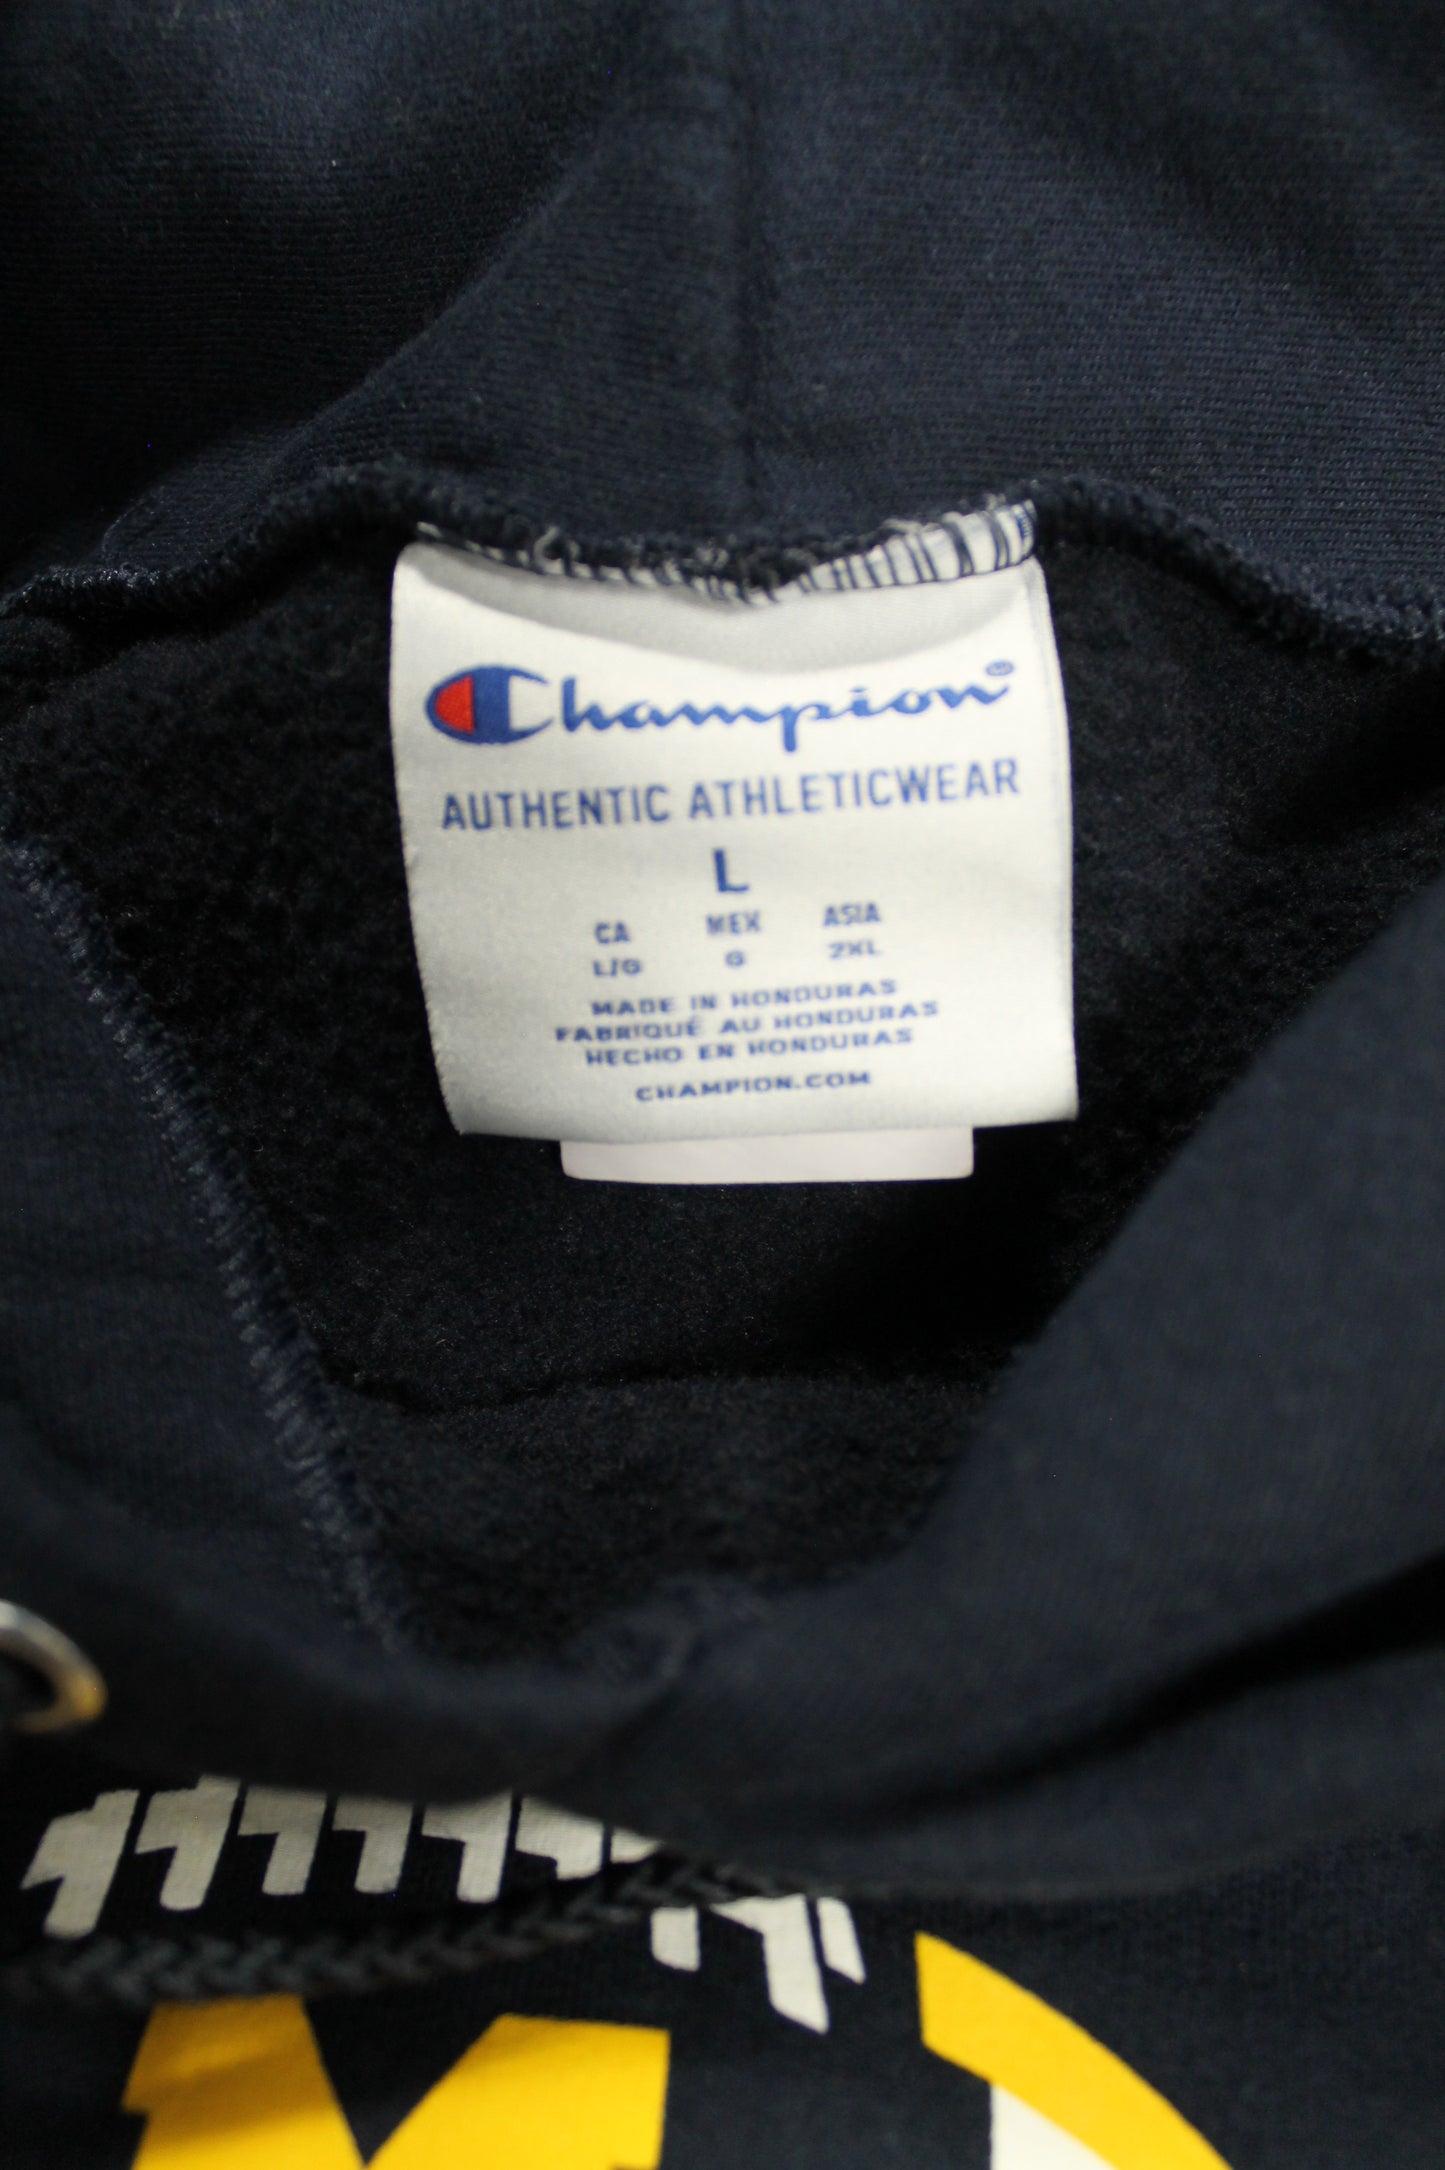 Champion®
AUTHENTIC ATHLETICWEAR
L
CA MEX ASIA
L/G G 2XL
MADE IN HONDURAS
FABRIQUÉ AU HONDURAS
HECHO EN HONDURAS
CHAMPION.COM
M